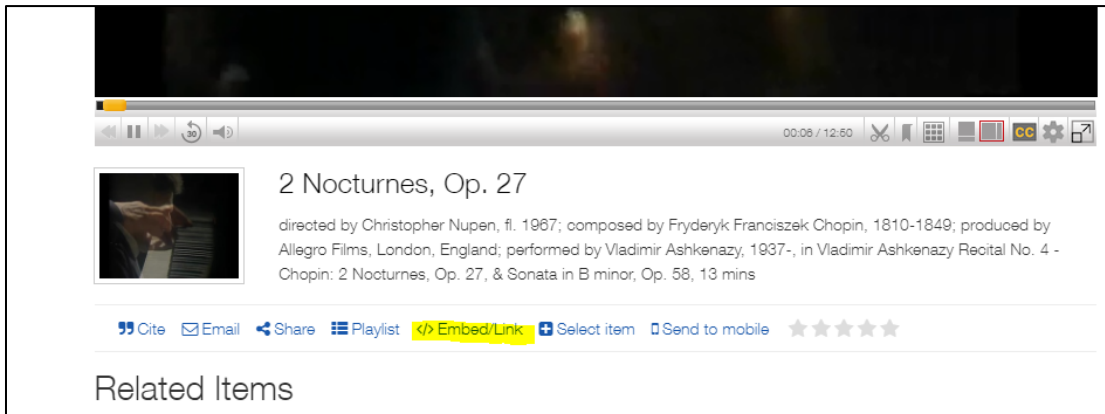 30
00:06 / 12:50
CC
2 Nocturnes, Op. 27
directed by Christopher Nupen, fl. 1967; composed by Fryderyk Franciszek Chopin, 1810-1849; produced by
Allegro Films, London, England; performed by Vladimir Ashkenazy, 1937-, in Vladimir Ashkenazy Recital No. 4 -
Chopin: 2 Nocturnes, Op. 27, & Sonata in B minor, Op. 58, 13 mins
Cite Email Share Playlist </> Embed/Link Select item Send to mobile
Related Items